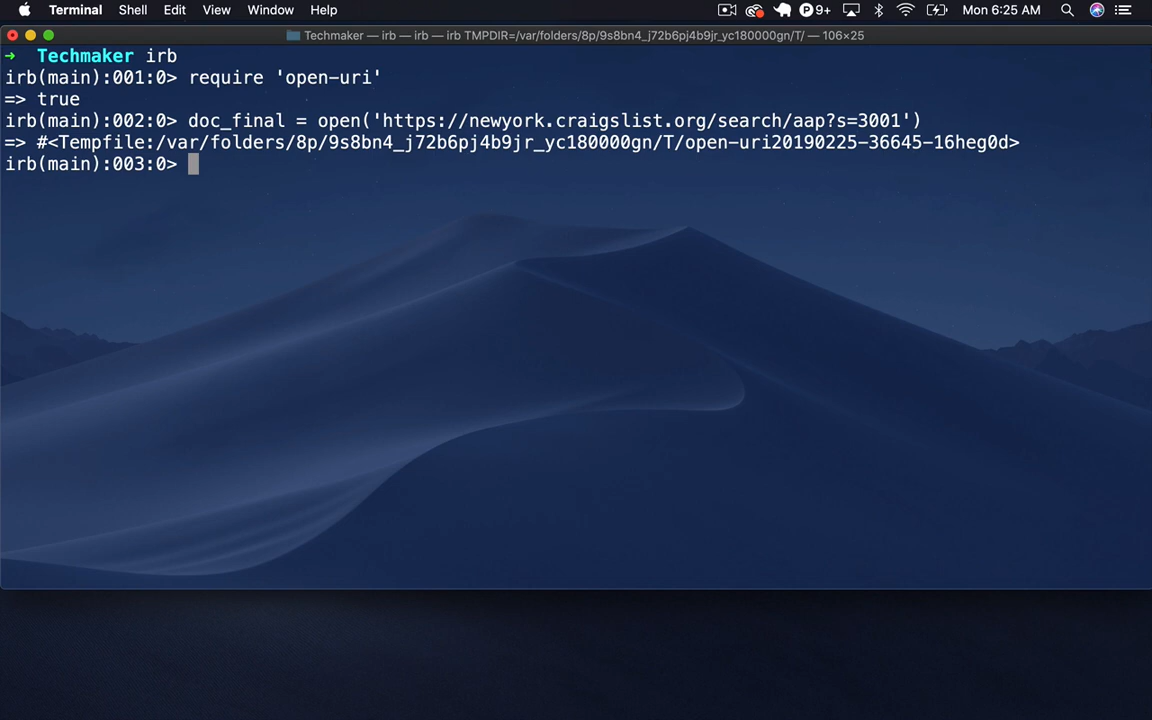 Terminal Shell Edit View Window Help 9+ Mon 6:25 AM
Techmaker — irb — irb — irb TMPDIR=/var/folders/8p/9s8bn4_j72b6pj4b9jr_yc180000gn/T/ — 106×25
→ Techmaker irb
irb(main):001:0> require 'open-uri'
=> true
irb(main):002:0> doc_final = open('https://newyork.craigslist.org/search/aap?s=3001')
=> #<Tempfile:/var/folders/8p/9s8bn4_j72b6pj4b9jr_yc180000gn/T/open-uri20190225-36645-16heg0d>
irb(main):003:0>